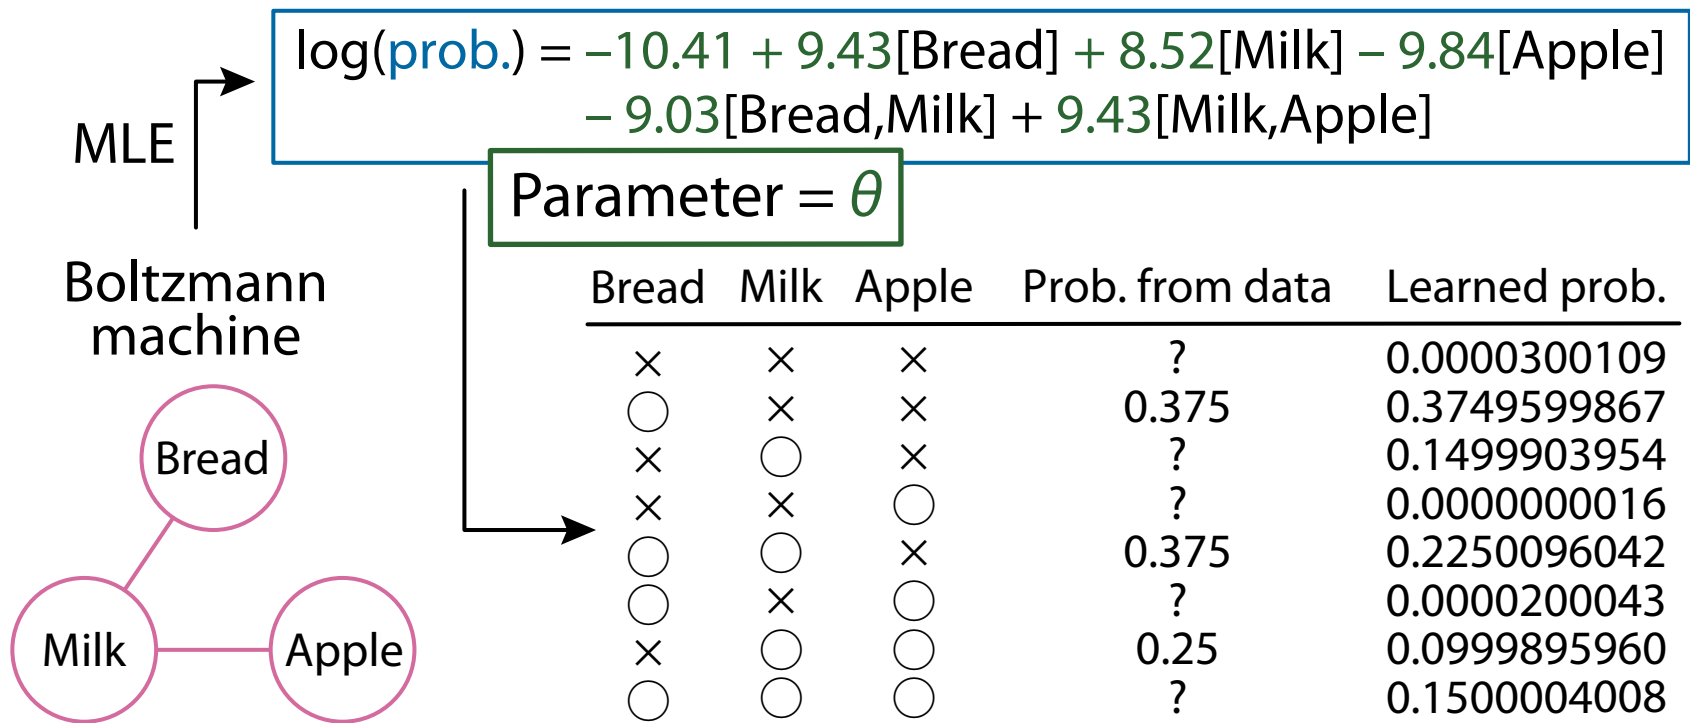 log(prob.) = –10.41 + 9.43[Bread] + 8.52[Milk] – 9.84[Apple]
– 9.03[Bread,Milk] + 9.43[Milk,Apple]
MLE
Parameter = θ
Boltzmann
machine
Bread
Milk
Apple
Bread Milk Apple Prob. from data Learned prob.
× × × ? 0.0000300109
○ × × 0.375 0.3749599867
× ○ × ? 0.1499903954
× × ○ ? 0.0000000016
○ ○ × 0.375 0.2250096042
○ × ○ ? 0.0000200043
× ○ ○ 0.25 0.0999895960
○ ○ ○ ? 0.1500004008